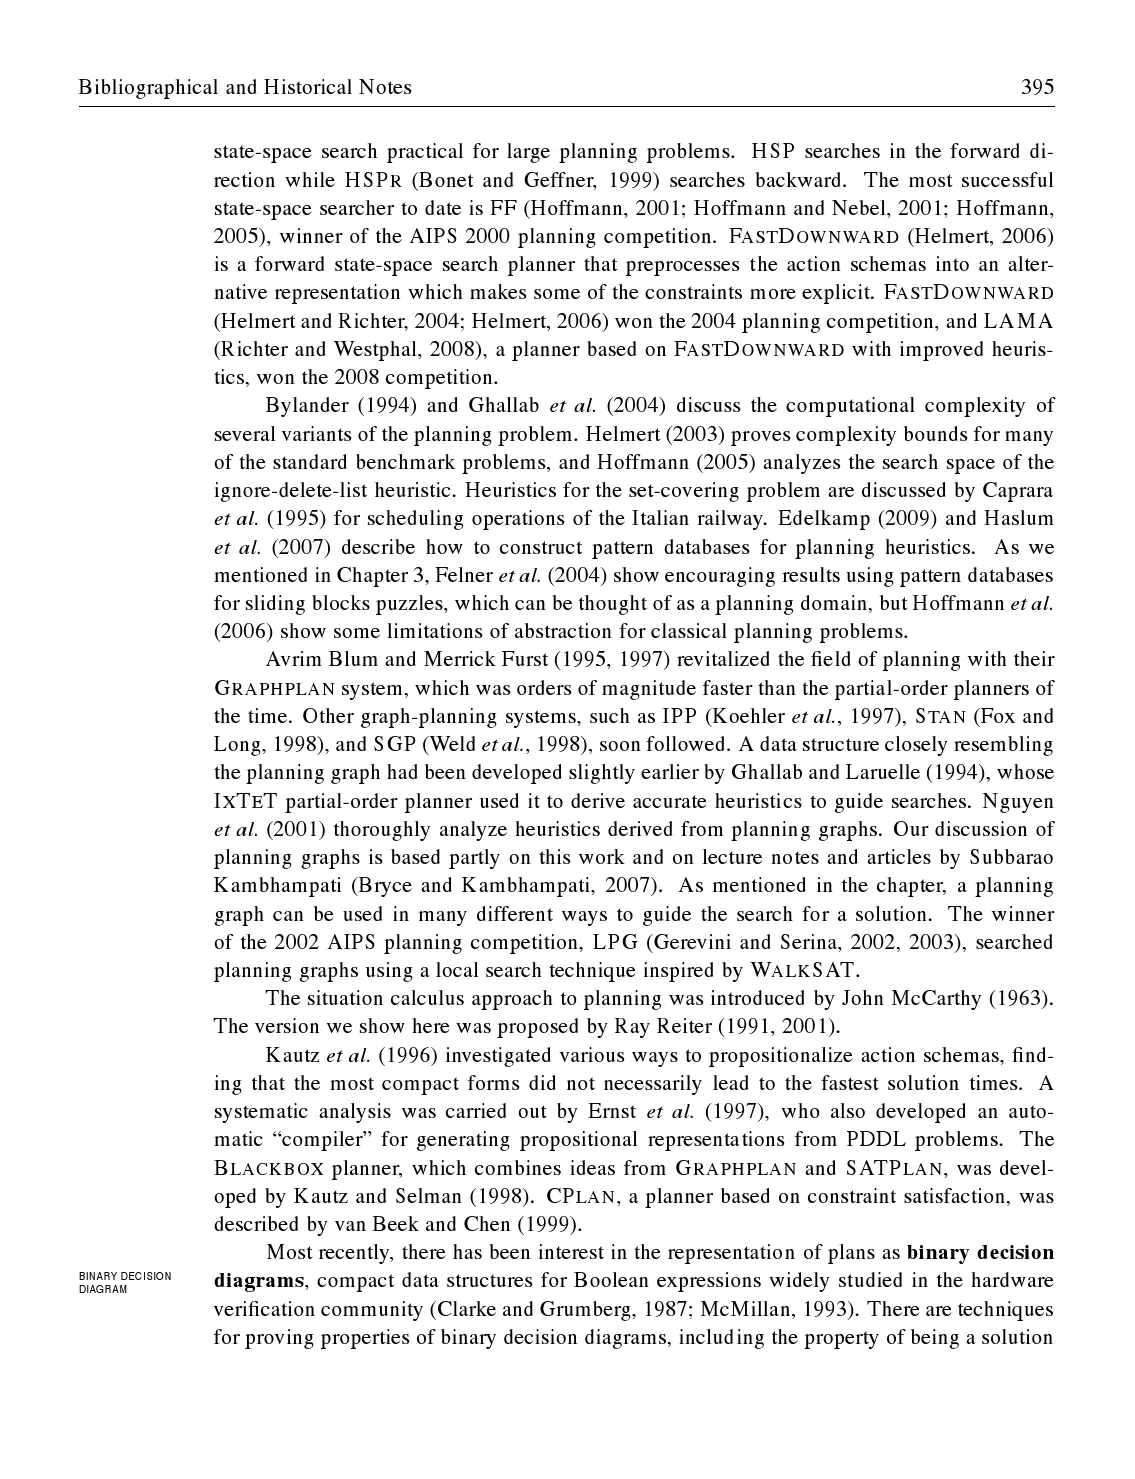 Bibliographical and Historical Notes 395
state-space search practical for large planning problems. HSP searches in the forward di-
rection while HSPR (Bonet and Geffner, 1999) searches backward. The most successful
state-space searcher to date is FF (Hoffmann, 2001; Hoffmann and Nebel, 2001; Hoffmann,
2005), winner of the AIPS 2000 planning competition. FASTDOWNWARD (Helmert, 2006)
is a forward state-space search planner that preprocesses the action schemas into an alter-
native representation which makes some of the constraints more explicit. FASTDOWNWARD
(Helmert and Richter, 2004; Helmert, 2006) won the 2004 planning competition, and LAMA
(Richter and Westphal, 2008), a planner based on FASTDOWNWARD with improved heuris-
tics, won the 2008 competition.
Bylander (1994) and Ghallab et al. (2004) discuss the computational complexity of
several variants of the planning problem. Helmert (2003) proves complexity bounds for many
of the standard benchmark problems, and Hoffmann (2005) analyzes the search space of the
ignore-delete-list heuristic. Heuristics for the set-covering problem are discussed by Caprara
et al. (1995) for scheduling operations of the Italian railway. Edelkamp (2009) and Haslum
et al. (2007) describe how to construct pattern databases for planning heuristics. As we
mentioned in Chapter 3, Felner et al. (2004) show encouraging results using pattern databases
for sliding blocks puzzles, which can be thought of as a planning domain, but Hoffmann et al.
(2006) show some limitations of abstraction for classical planning problems.
Avrim Blum and Merrick Furst (1995, 1997) revitalized the field of planning with their
GRAPHPLAN system, which was orders of magnitude faster than the partial-order planners of
the time. Other graph-planning systems, such as IPP (Koehler et al., 1997), STAN (Fox and
Long, 1998), and SGP (Weld et al., 1998), soon followed. A data structure closely resembling
the planning graph had been developed slightly earlier by Ghallab and Laruelle (1994), whose
IXTET partial-order planner used it to derive accurate heuristics to guide searches. Nguyen
et al. (2001) thoroughly analyze heuristics derived from planning graphs. Our discussion of
planning graphs is based partly on this work and on lecture notes and articles by Subbarao
Kambhampati (Bryce and Kambhampati, 2007). As mentioned in the chapter, a planning
graph can be used in many different ways to guide the search for a solution. The winner
of the 2002 AIPS planning competition, LPG (Gerevini and Serina, 2002, 2003), searched
planning graphs using a local search technique inspired by WALKSAT.
The situation calculus approach to planning was introduced by John McCarthy (1963).
The version we show here was proposed by Ray Reiter (1991, 2001).
Kautz et al. (1996) investigated various ways to propositionalize action schemas, find-
ing that the most compact forms did not necessarily lead to the fastest solution times. A
systematic analysis was carried out by Ernst et al. (1997), who also developed an auto-
matic “compiler” for generating propositional representations from PDDL problems. The
BLACKBOX planner, which combines ideas from GRAPHPLAN and SATPLAN, was devel-
oped by Kautz and Selman (1998). CPLAN, a planner based on constraint satisfaction, was
described by van Beek and Chen (1999).
Most recently, there has been interest in the representation of plans as binary decision
BINARY DECISION
DIAGRAM
diagrams, compact data structures for Boolean expressions widely studied in the hardware
verification community (Clarke and Grumberg, 1987; McMillan, 1993). There are techniques
for proving properties of binary decision diagrams, including the property of being a solution